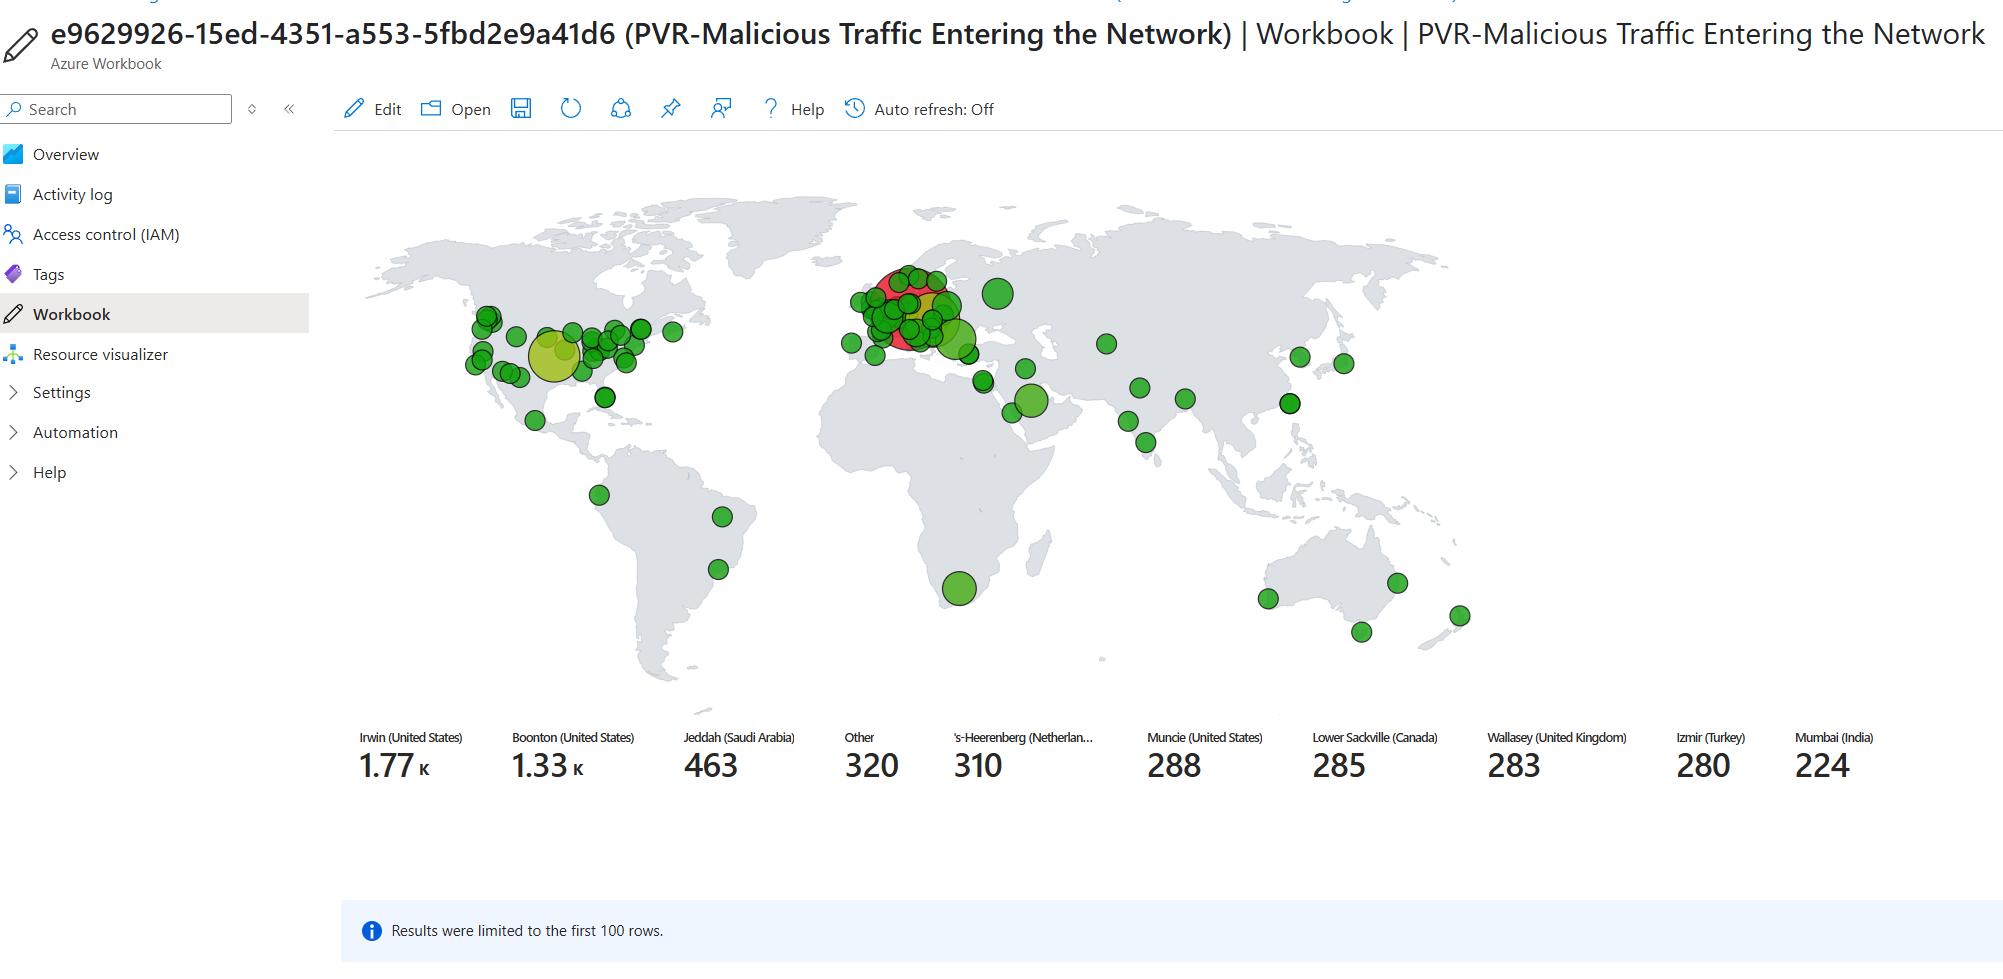 e9629926-15ed-4351-a553-5fbd2e9a41d6 (PVR-Malicious Traffic Entering the Network) | Workbook | PVR-Malicious Traffic Entering the Network
Azure Workbook
Search
Edit
Open
Help
Auto refresh: Off
Overview
Activity log
Access control (IAM)
Tags
Workbook
Resource visualizer
Settings
Automation
Help
Irwin (United States)
1.77 K
Boonton (United States)
1.33 K
Jeddah (Saudi Arabia)
463
Other
320
's-Heerenberg (Netherlan...
310
Muncie (United States)
288
Lower Sackville (Canada)
285
Wallasey (United Kingdom)
283
Izmir (Turkey)
280
Mumbai (India)
224
Results were limited to the first 100 rows.